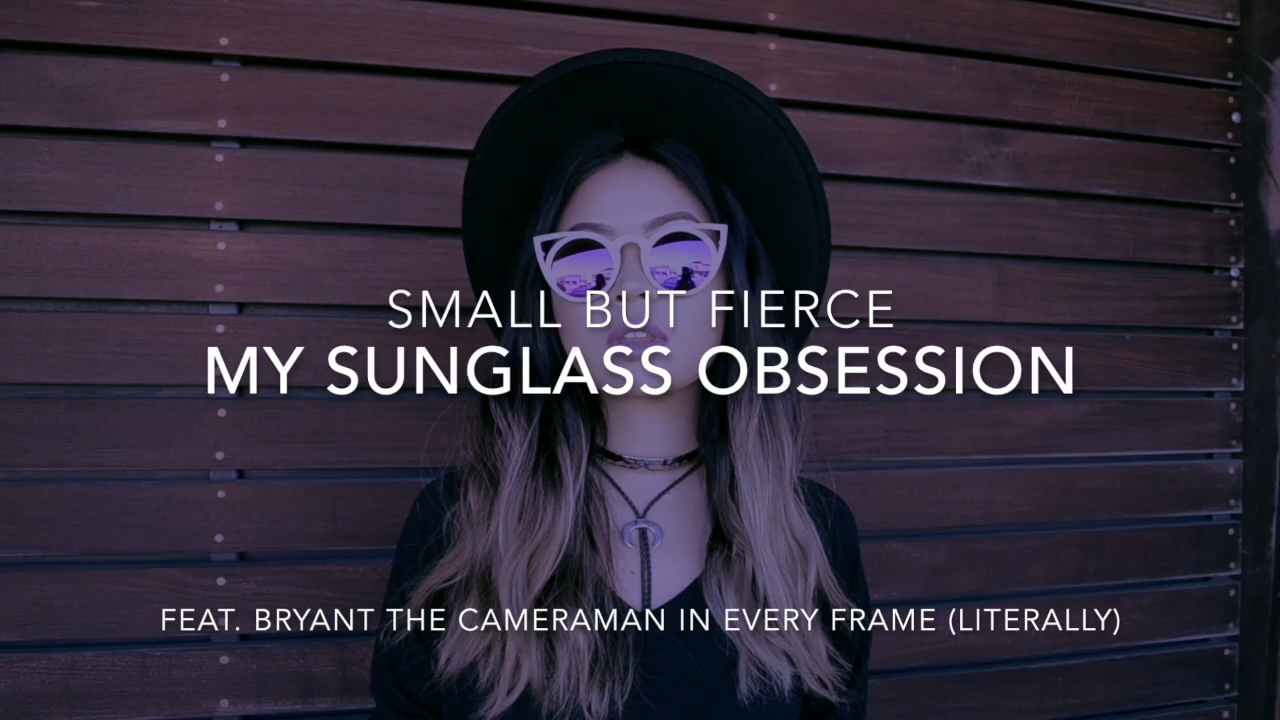 SMALL BUT FIERCE
MY SUNGLASS OBSESSION
FEAT. BRYANT THE CAMERAMAN IN EVERY FRAME (LITERALLY)